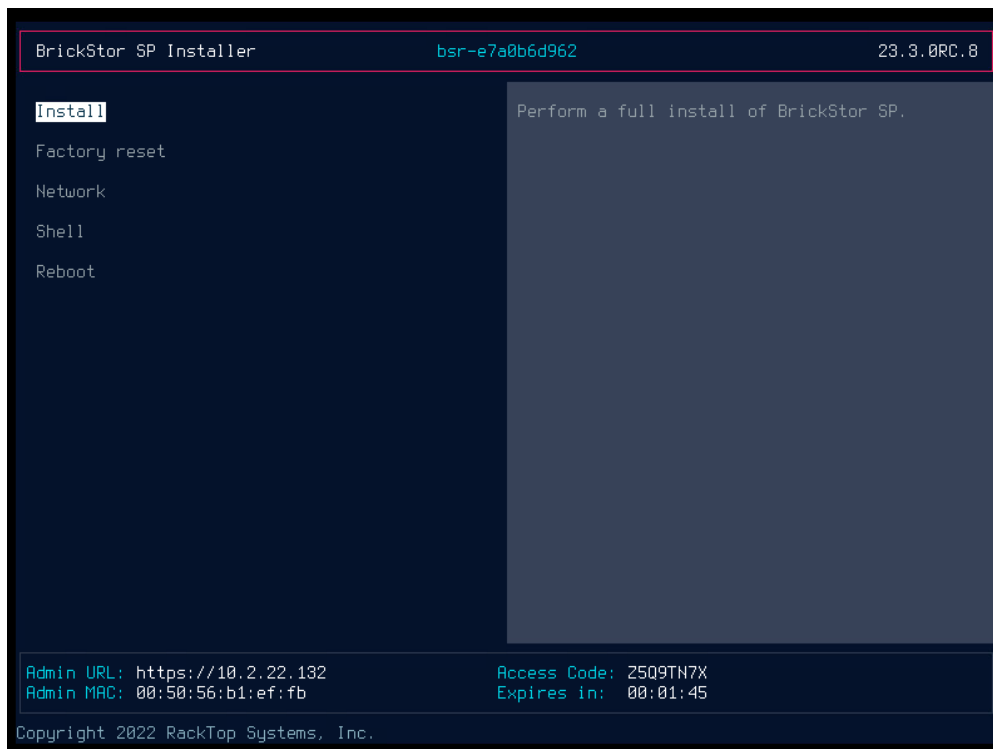 BrickStor SP Installer bsr-e7a0b6d962 23.3.0RC.8
Install
Perform a full install of BrickStor SP.
Factory reset
Network
Shell
Reboot
Admin URL: https://10.2.22.132 Access Code: Z5Q9TN7X
Admin MAC: 00:50:56:b1:ef:fb Expires in: 00:01:45
Copyright 2022 RackTop Systems, Inc.